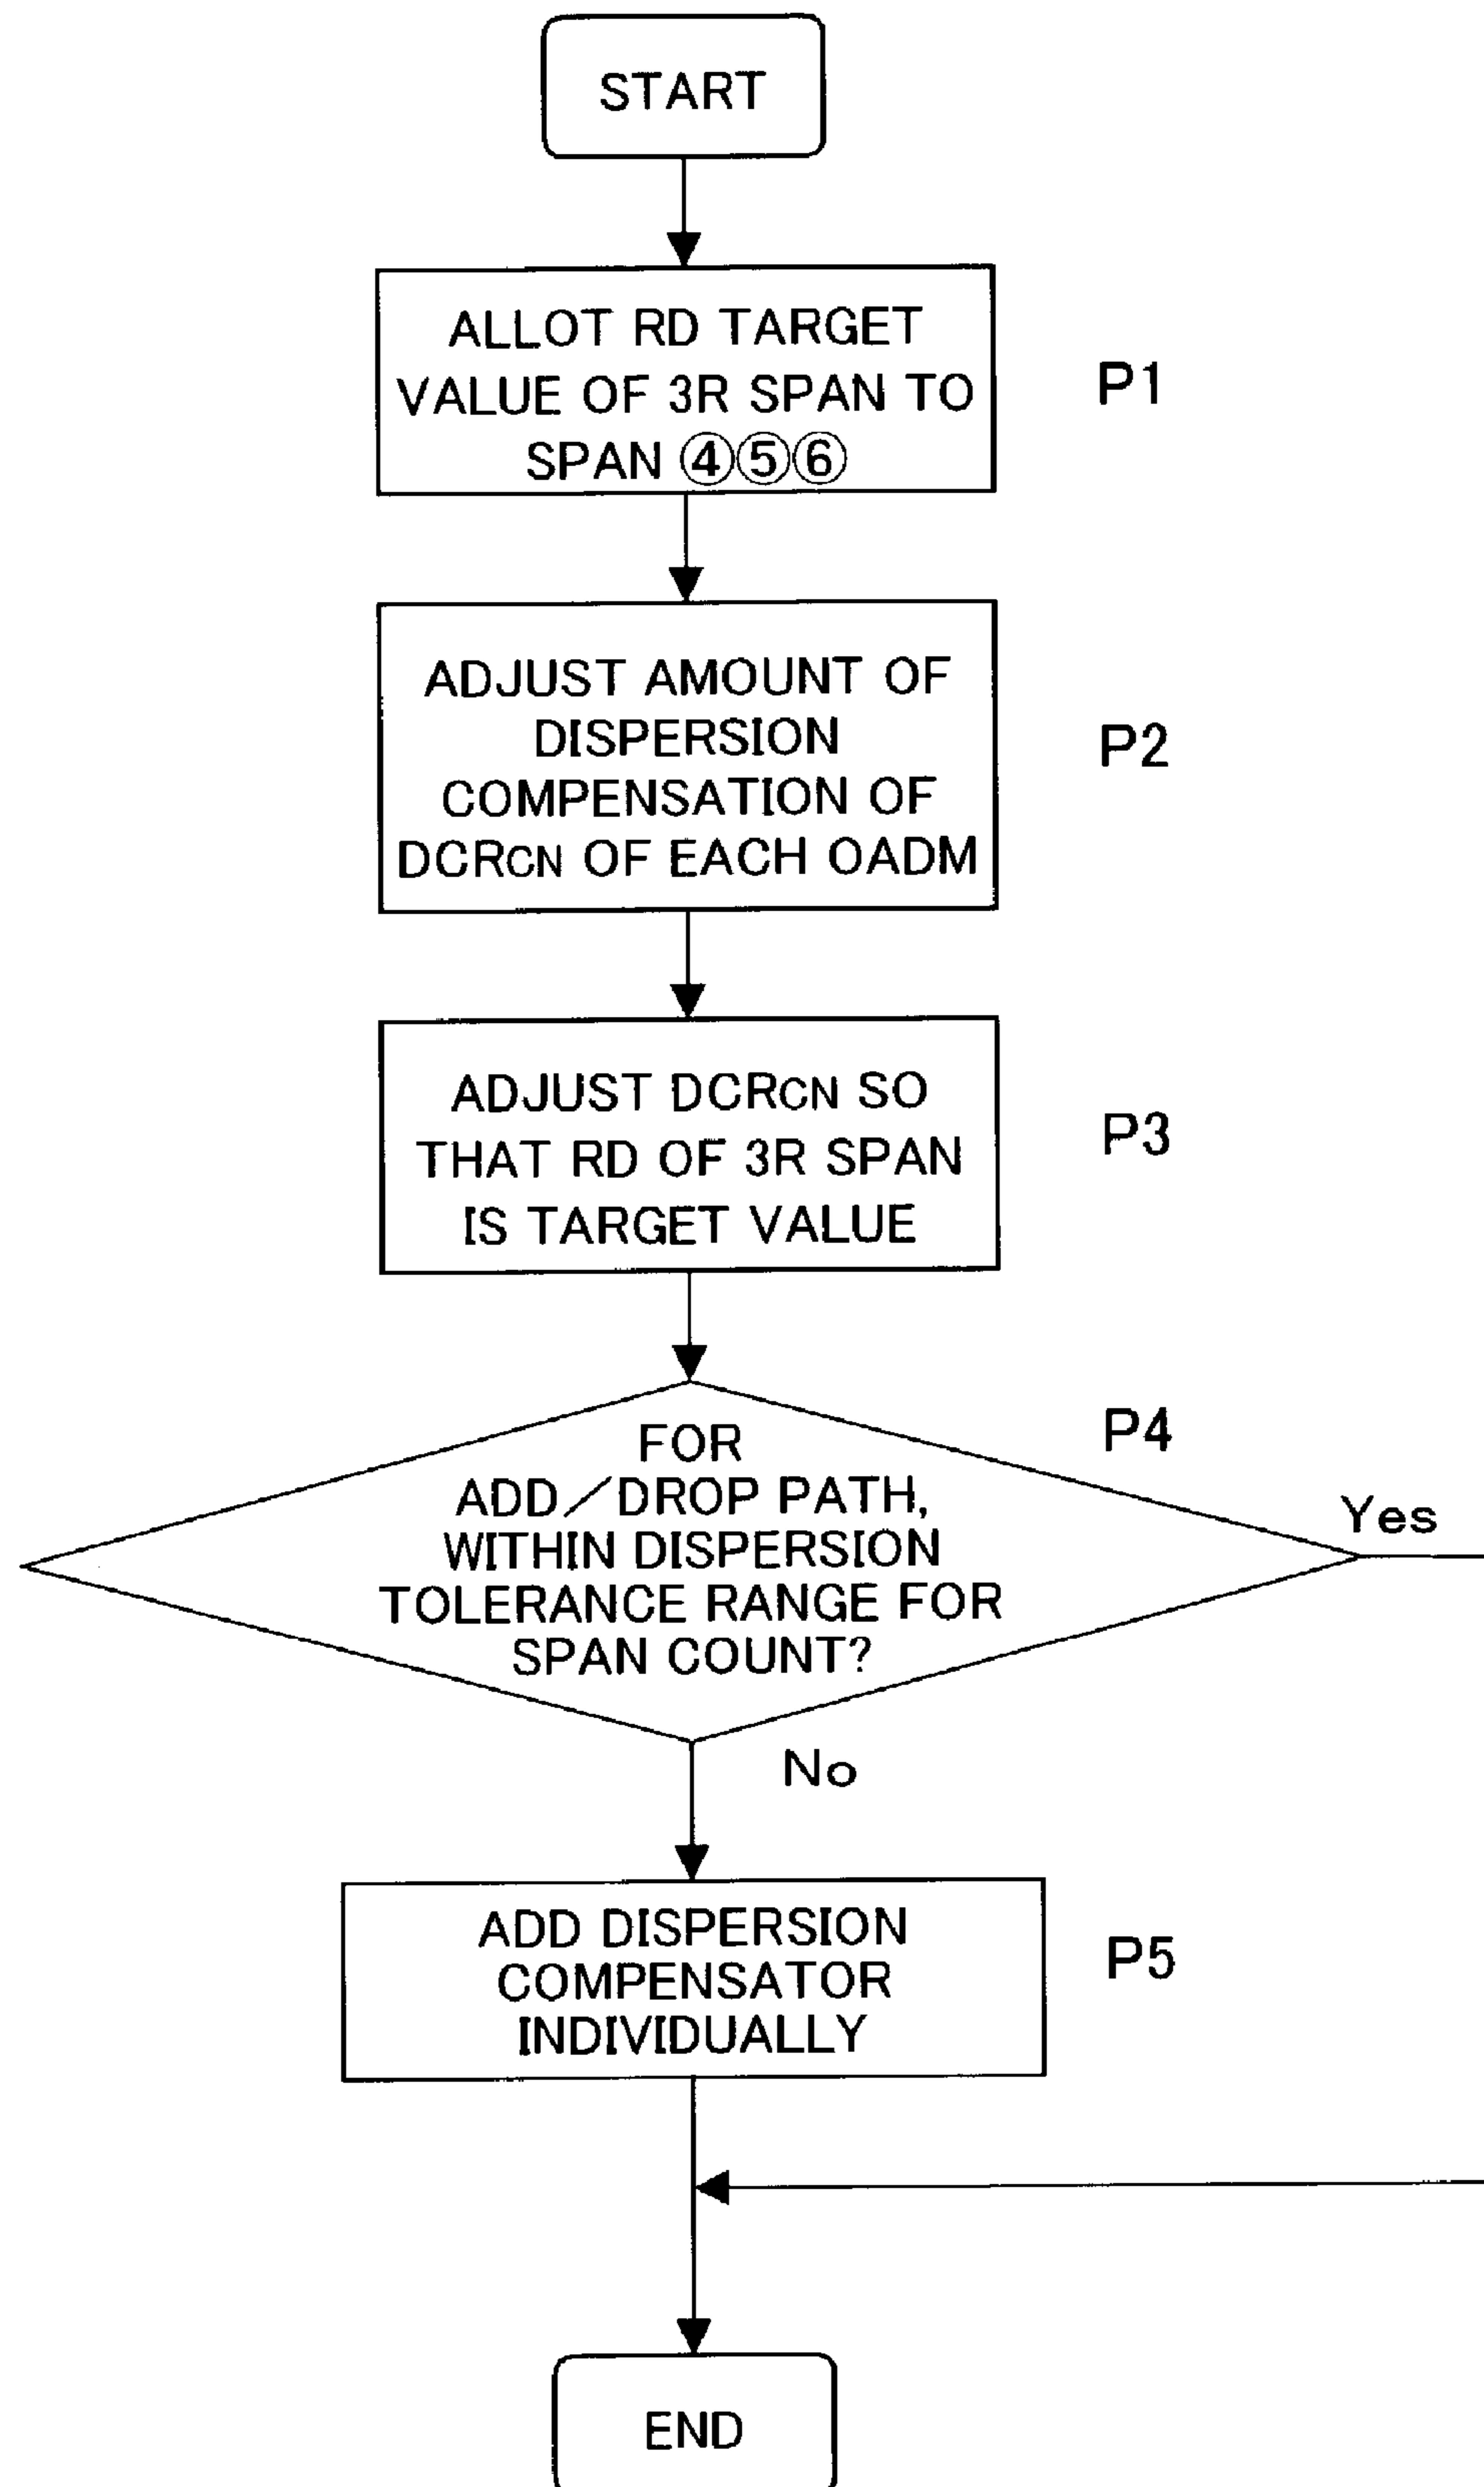 START
ALLOT RD TARGET
VALUE OF 3R SPAN TO
SPAN ④⑤⑥
P1
ADJUST AMOUNT OF
DISPERSION
COMPENSATION OF
DCRCN OF EACH OADM
P2
ADJUST DCRCN SO
THAT RD OF 3R SPAN
IS TARGET VALUE
P3
FOR
ADD/DROP PATH,
WITHIN DISPERSION
TOLERANCE RANGE FOR
SPAN COUNT?
P4
Yes
No
ADD DISPERSION
COMPENSATOR
INDIVIDUALLY
P5
END